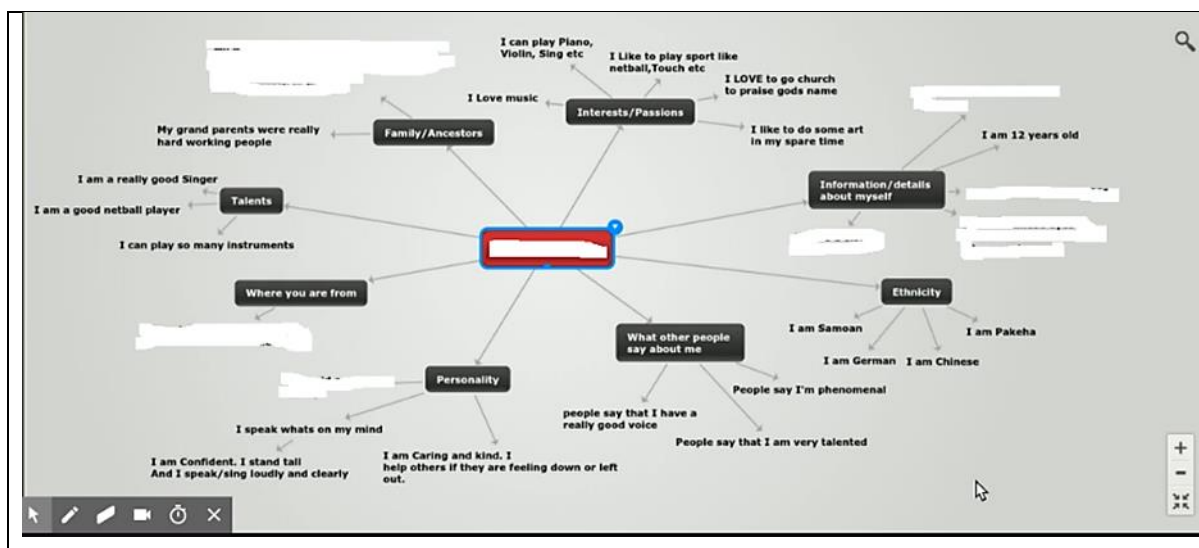 I can play Piano,
Violin, Sing etc
I Like to play sport like
netball,Touch etc
I LOVE to go church
to praise gods name
I Love music
Interests/Passions
I like to do some art
in my spare time
Family/Ancestors
My grand parents were really
hard working people
I am 12 years old
Information/details
about myself
I am a really good Singer
Talents
I am a good netball player
I can play so many instruments
Where you are from
Ethnicity
I am Samoan
I am Pakeha
I am German
I am Chinese
What other people
say about me
People say I'm phenomenal
people say that I have a
really good voice
People say that I am very talented
Personality
I speak whats on my mind
I am Confident. I stand tall
And I speak/sing loudly and clearly
I am Caring and kind. I
help others if they are feeling down or left
out.